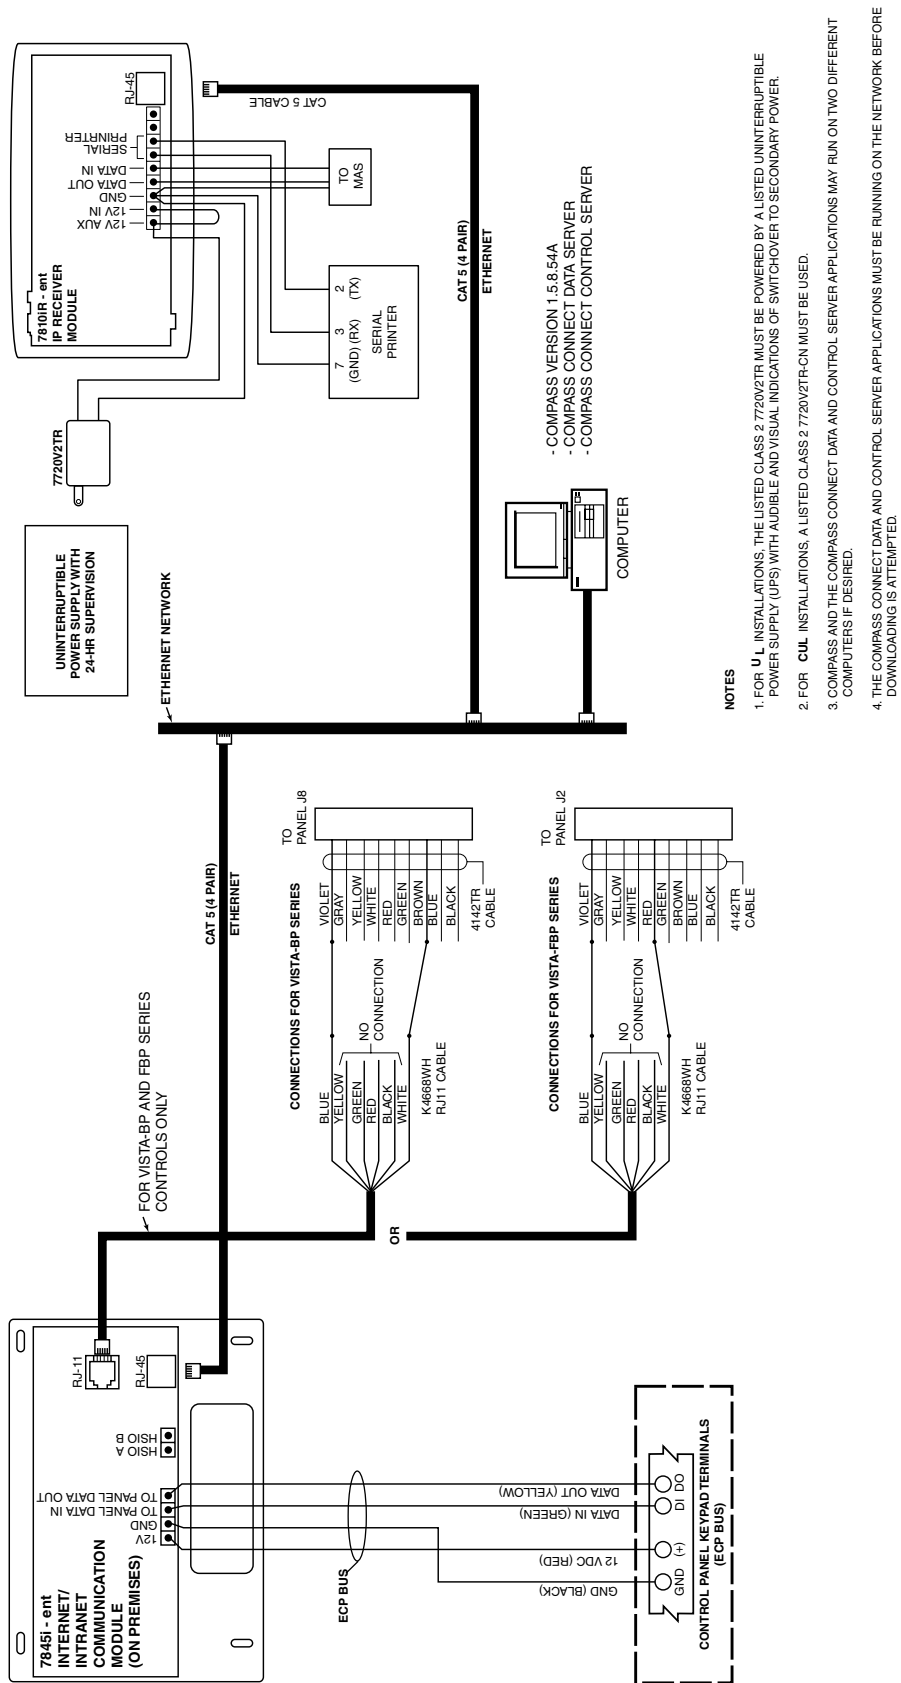 7845i - ent
INTERNET/
INTRANET
COMMUNICATION
MODULE
(ON PREMISES)
12V
GND
TO PANEL DATA IN
TO PANEL DATA OUT
HSIO A
HSIO B
RJ-11
RJ-45
ECP BUS
GND (BLACK)
12 VDC (RED)
DATA IN (GREEN)
DATA OUT (YELLOW)
GND
(+)
DI
DO
CONTROL PANEL KEYPAD TERMINALS
(ECP BUS)
FOR VISTA-BP AND FBP SERIES
CONTROLS ONLY
CAT 5 (4 PAIR)
ETHERNET
OR
CONNECTIONS FOR VISTA-BP SERIES
BLUE
YELLOW
GREEN
RED
BLACK
WHITE
NO
CONNECTION
K4668WH
RJ11 CABLE
VIOLET
GRAY
YELLOW
WHITE
RED
GREEN
BROWN
BLUE
BLACK
4142TR
CABLE
TO
PANEL J8
CONNECTIONS FOR VISTA-FBP SERIES
BLUE
YELLOW
GREEN
RED
BLACK
WHITE
NO
CONNECTION
K4668WH
RJ11 CABLE
VIOLET
GRAY
YELLOW
WHITE
RED
GREEN
BROWN
BLUE
BLACK
4142TR
CABLE
TO
PANEL J2
ETHERNET NETWORK
UNINTERRUPTIBLE
POWER SUPPLY WITH
24-HR SUPERVISION
7720V2TR
7810iR - ent
IP RECEIVER
MODULE
12V AUX
12V IN
GND
DATA OUT
DATA IN
SERIAL
PRINRTER
RJ-45
CAT 5 CABLE
7
(GND)
3
(RX)
2
(TX)
SERIAL
PRINTER
TO
MAS
CAT 5 (4 PAIR)
ETHERNET
COMPUTER
- COMPASS VERSION 1.5.8.54A
- COMPASS CONNECT DATA SERVER
- COMPASS CONNECT CONTROL SERVER
NOTES
1. FOR UL INSTALLATIONS, THE LISTED CLASS 2 7720V2TR MUST BE POWERED BY A LISTED UNINTERRUPTIBLE
POWER SUPPLY (UPS) WITH AUDIBLE AND VISUAL INDICATIONS OF SWITCHOVER TO SECONDARY POWER.
2. FOR CUL INSTALLATIONS, A LISTED CLASS 2 7720V2TR-CN MUST BE USED.
3. COMPASS AND THE COMPASS CONNECT DATA AND CONTROL SERVER APPLICATIONS MAY RUN ON TWO DIFFERENT
COMPUTERS IF DESIRED.
4. THE COMPASS CONNECT DATA AND CONTROL SERVER APPLICATIONS MUST BE RUNNING ON THE NETWORK BEFORE
DOWNLOADING IS ATTEMPTED.